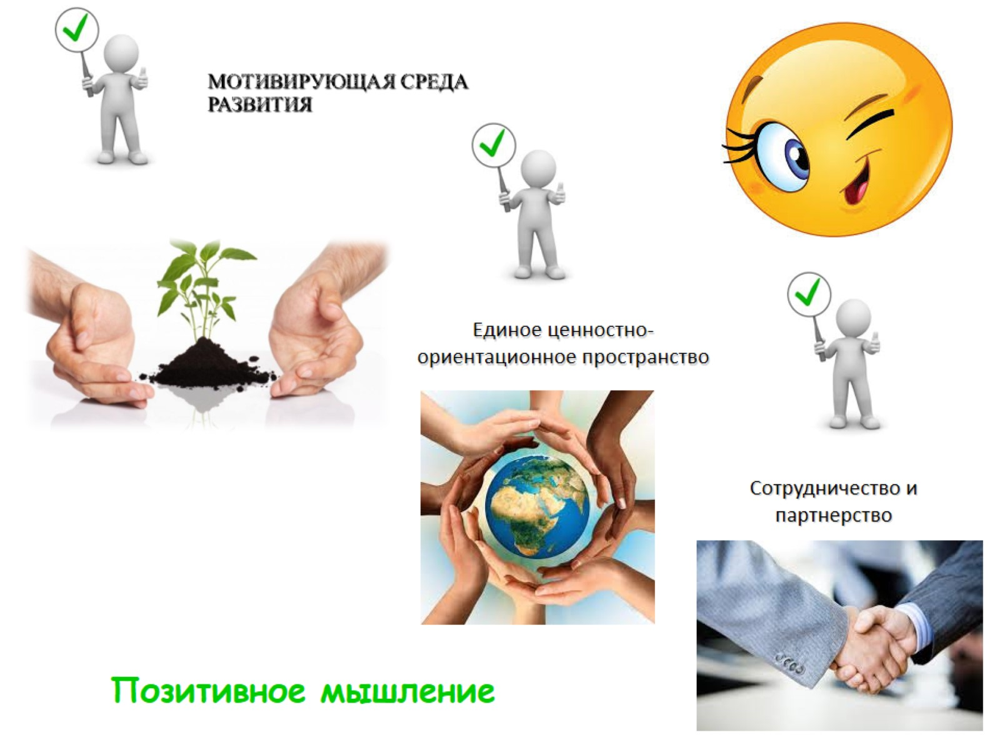 МОТИВИРУЮЩАЯ СРЕДА
РАЗВИТИЯ
Единое ценностно-
ориентационное пространство
Сотрудничество и
партнерство
Позитивное мышление